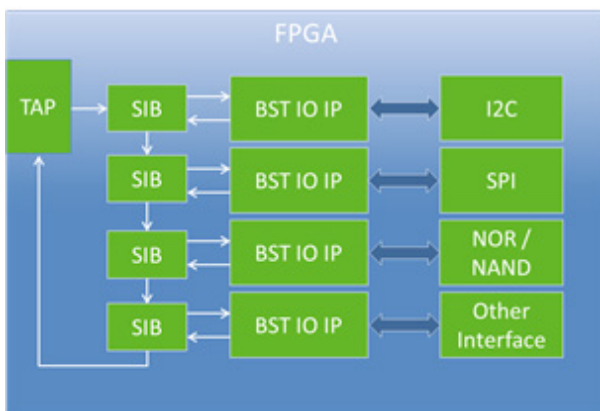 FPGA
TAP
SIB
BST IO IP
I2C
SIB
BST IO IP
SPI
SIB
BST IO IP
NOR /
NAND
SIB
BST IO IP
Other
Interface